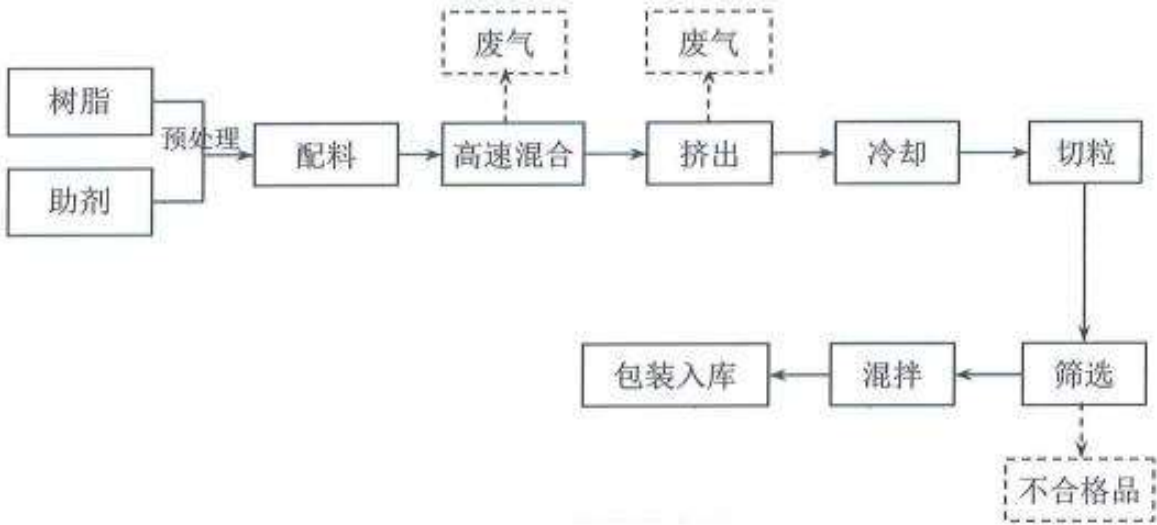 废气
废气
树脂
预处理
助剂
配料
高速混合
挤出
冷却
切粒
包装入库
混拌
筛选
不合格品